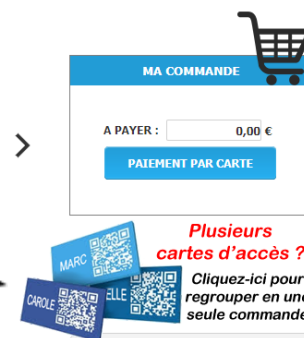 MA COMMANDE
A PAYER : 0,00 €
PAIEMENT PAR CARTE
Plusieurs
cartes d'accès ?
MARC
CAROLE
ELLE
Cliquez-ici pour
regrouper en une
seule commande